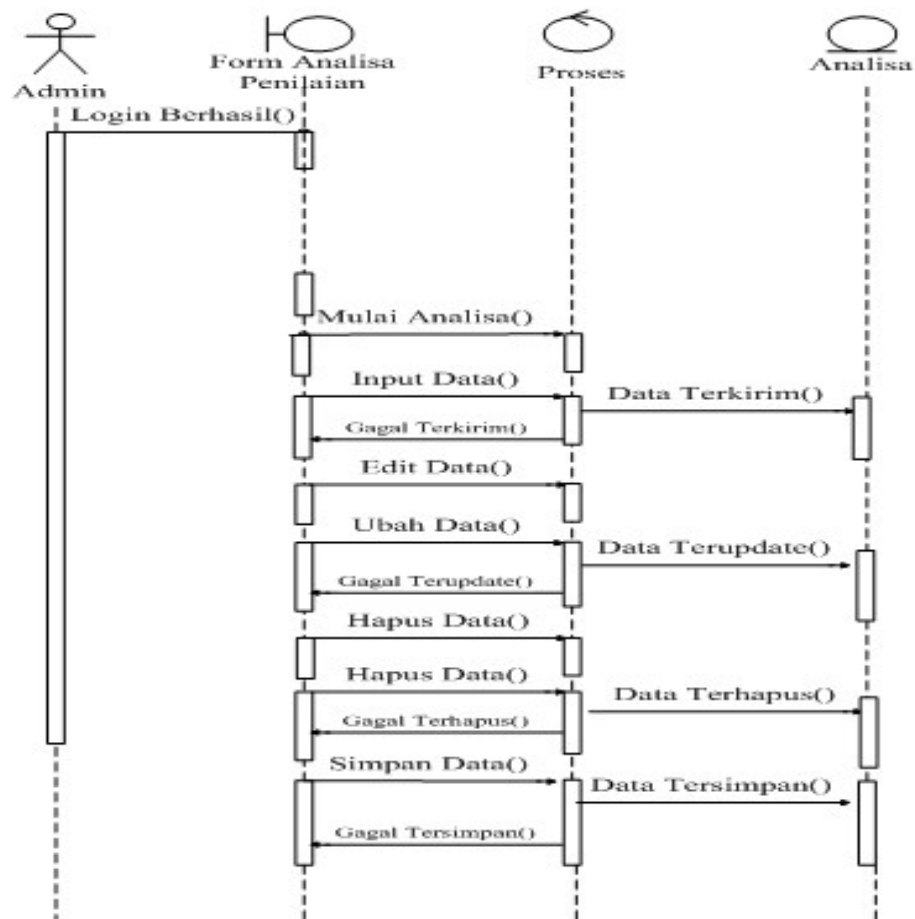 Admin
Form Analisa
Penilaian
Proses
Analisa
Login Berhasil()
Mulai Analisa()
Input Data()
Data Terkirim()
Gagal Terkirim()
Edit Data()
Ubah Data()
Data Terupdate()
Gagal Terupdate()
Hapus Data()
Hapus Data()
Data Terhapus()
Gagal Terhapus()
Simpan Data()
Data Tersimpan()
Gagal Tersimpan()